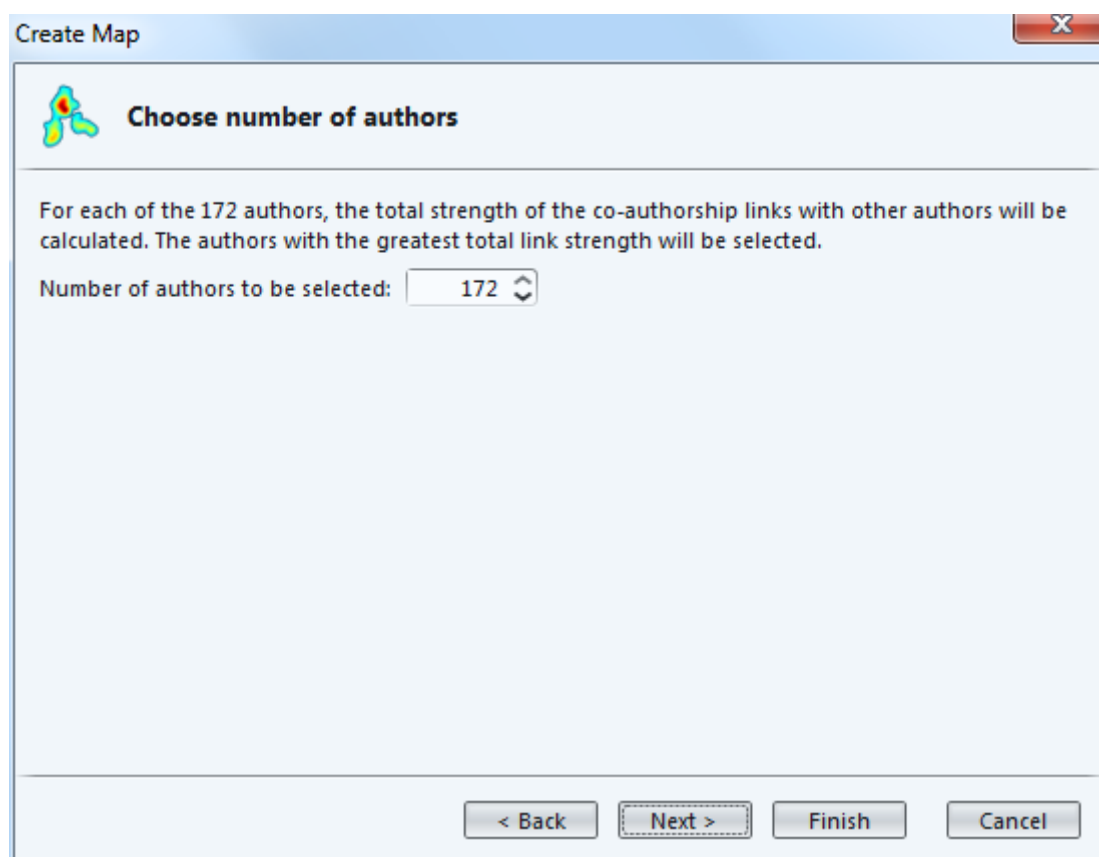 Create Map
Choose number of authors
For each of the 172 authors, the total strength of the co-authorship links with other authors will be
calculated. The authors with the greatest total link strength will be selected.
Number of authors to be selected: 172
< Back Next > Finish Cancel